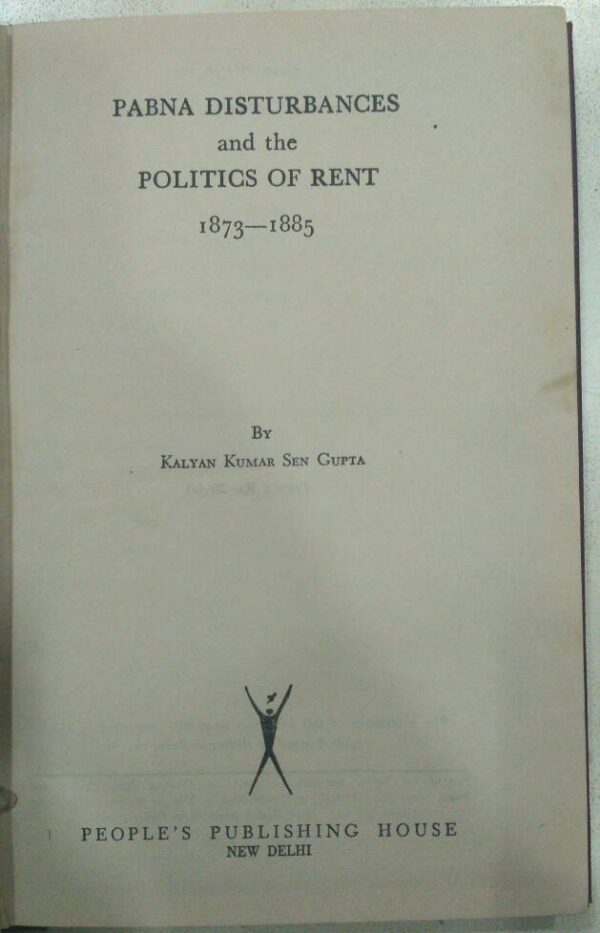 PABNA DISTURBANCES
and the
POLITICS OF RENT
1873—1885
By
Kalyan Kumar Sen Gupta
PEOPLE'S PUBLISHING HOUSE
NEW DELHI